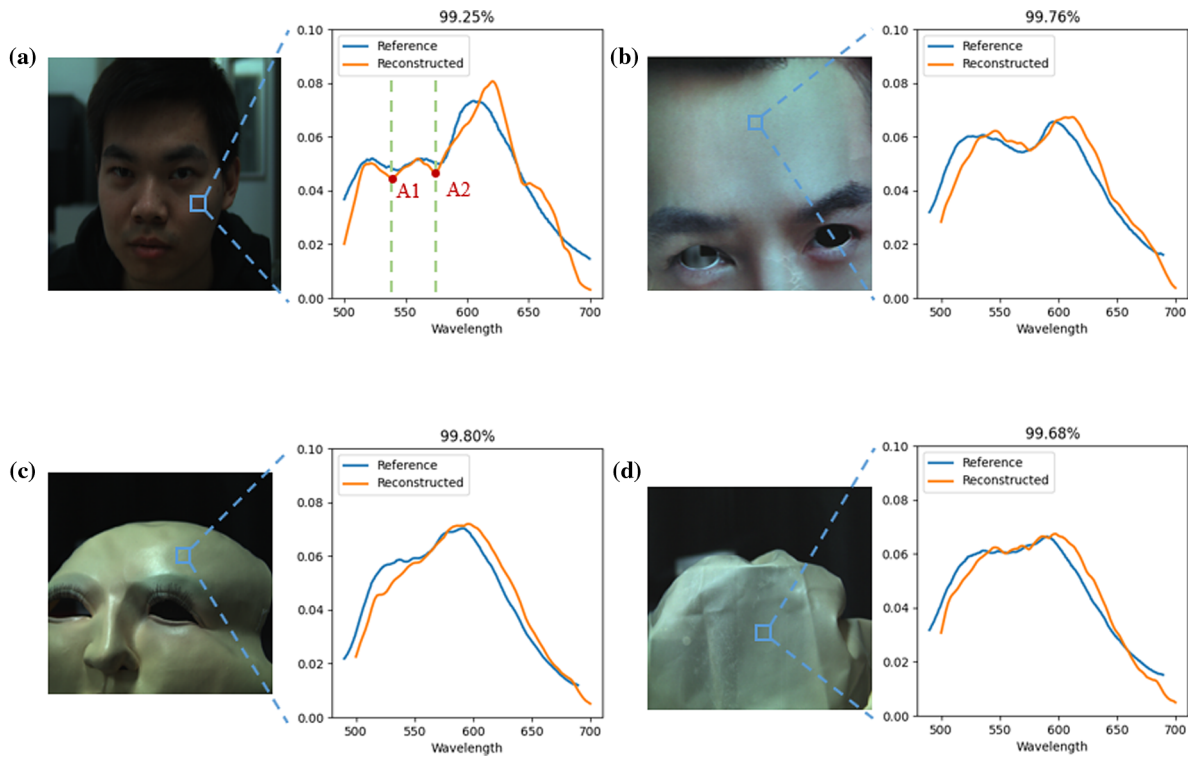 (a)
99.25%
Reference
Reconstructed
A1
A2
0.10
0.08
0.06
0.04
0.02
0.00
500 550 600 650 700
Wavelength
(b)
99.76%
Reference
Reconstructed
0.10
0.08
0.06
0.04
0.02
0.00
500 550 600 650 700
Wavelength
(c)
99.80%
Reference
Reconstructed
0.10
0.08
0.06
0.04
0.02
0.00
500 550 600 650 700
Wavelength
(d)
99.68%
Reference
Reconstructed
0.10
0.08
0.06
0.04
0.02
0.00
500 550 600 650 700
Wavelength